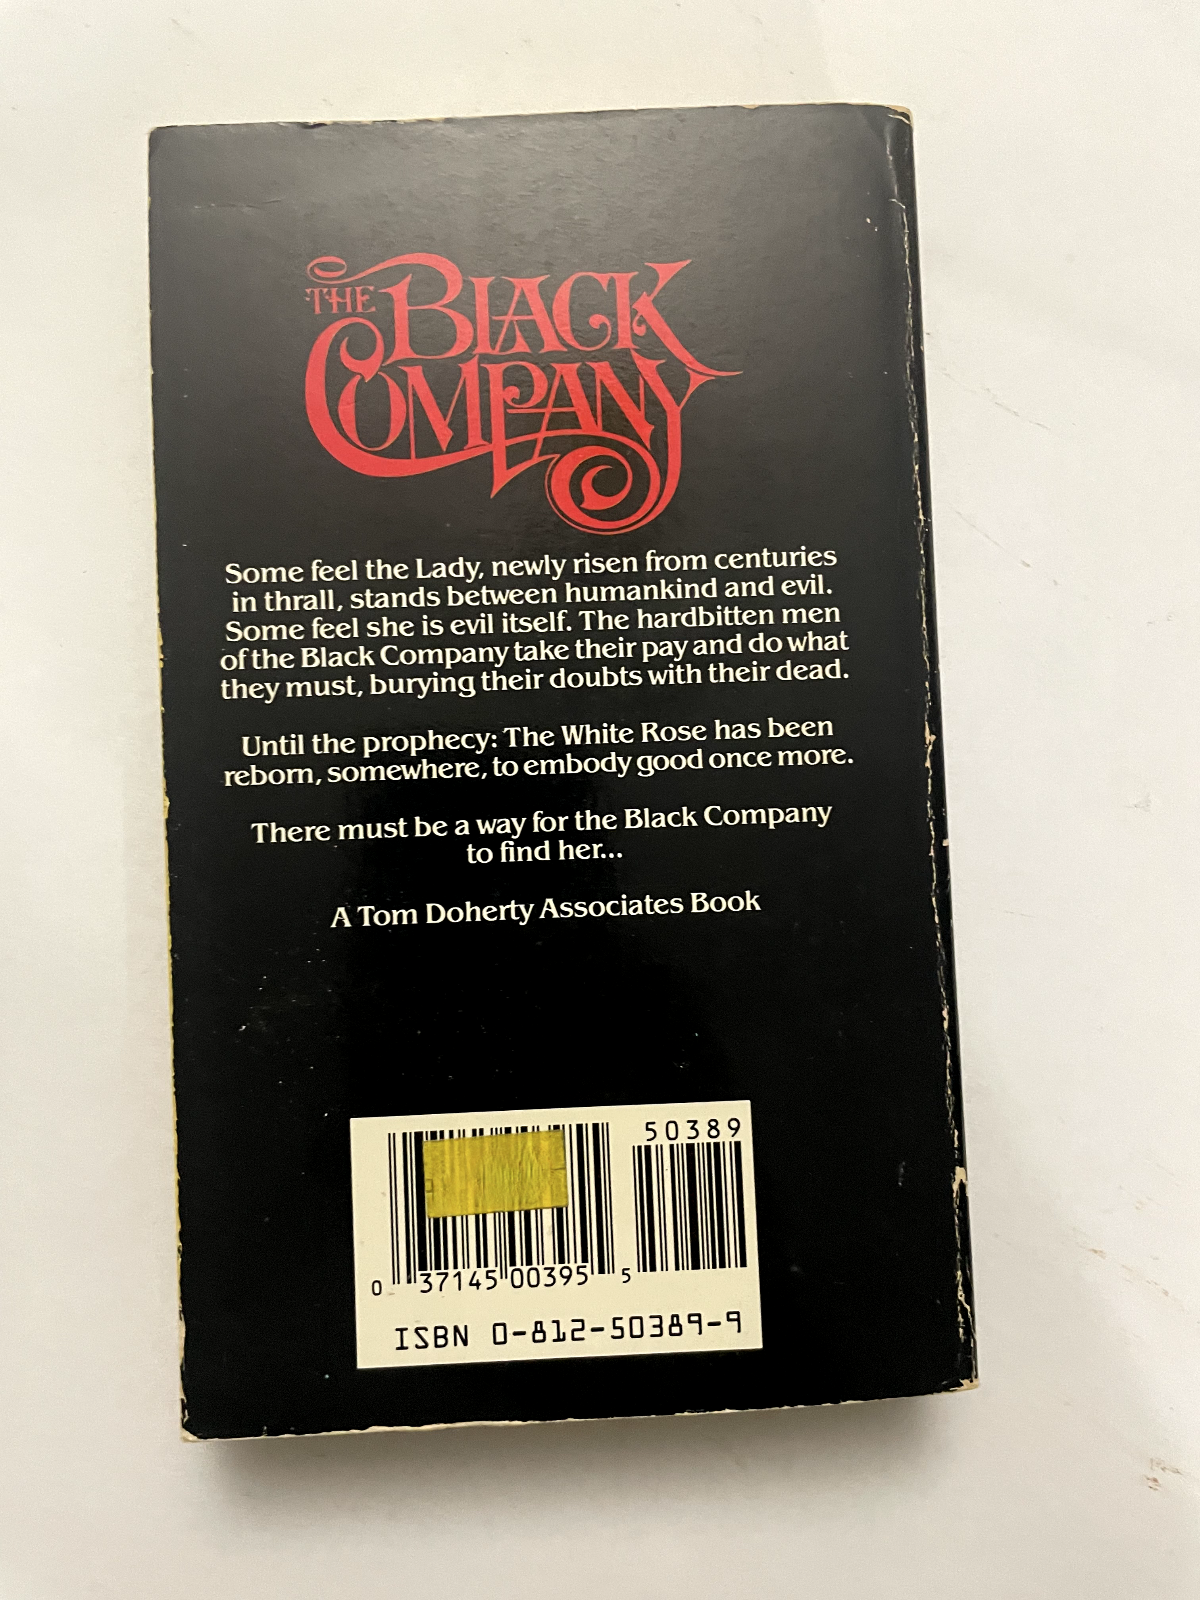 THE BLACK
COMPANY
Some feel the Lady, newly risen from centuries
in thrall, stands between humankind and evil.
Some feel she is evil itself. The hardbitten men
of the Black Company take their pay and do what
they must, burying their doubts with their dead.
Until the prophecy: The White Rose has been
reborn, somewhere, to embody good once more.
There must be a way for the Black Company
to find her...
A Tom Doherty Associates Book
50389
0 37145 00395 5
ISBN 0-812-50389-9